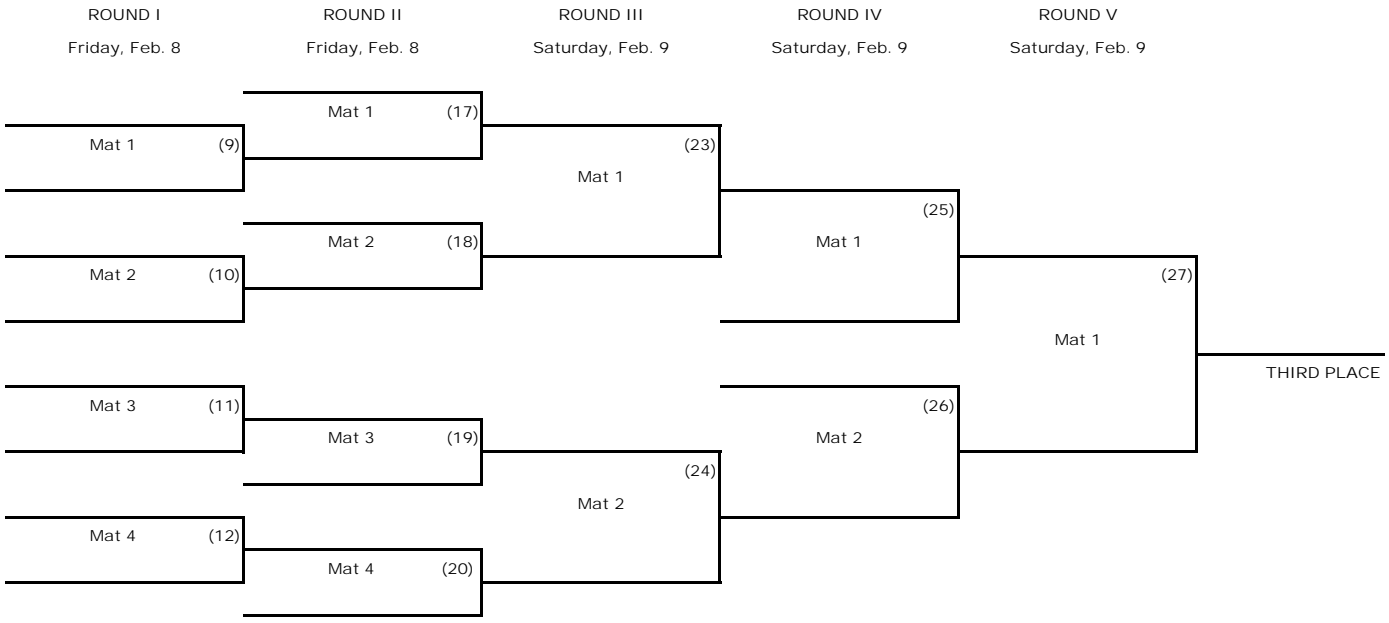 ROUND I ROUND II ROUND III ROUND IV ROUND V
Friday, Feb. 8 Friday, Feb. 8 Saturday, Feb. 9 Saturday, Feb. 9 Saturday, Feb. 9
Mat 1 (17)
Mat 1 (9) (23)
Mat 1
(25)
Mat 2 (18) Mat 1
Mat 2 (10) (27)
Mat 1
THIRD PLACE
Mat 3 (11) (26)
Mat 3 (19) Mat 2
(24)
Mat 2
Mat 4 (12)
Mat 4 (20)